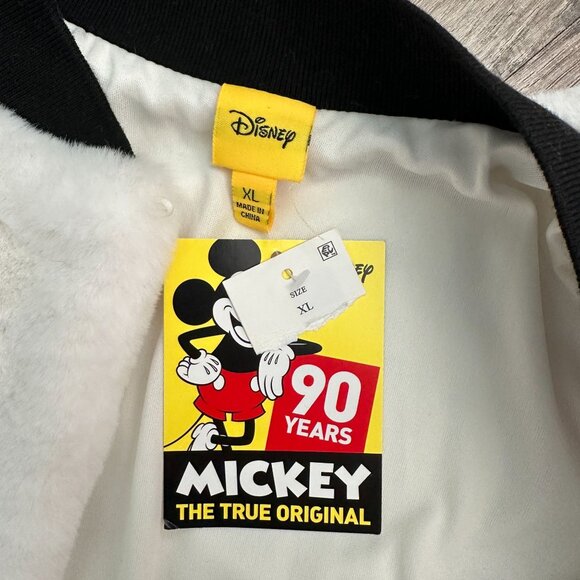 Disney
XL
MADE IN
CHINA
SIZE
XL
90
YEARS
MICKEY
THE TRUE ORIGINAL